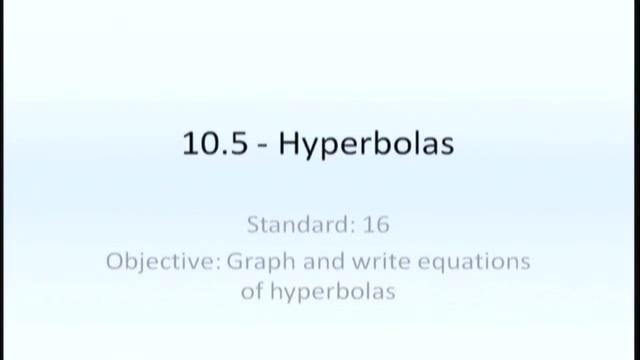 10.5 - Hyperbolas
Standard: 16
Objective: Graph and write equations
of hyperbolas